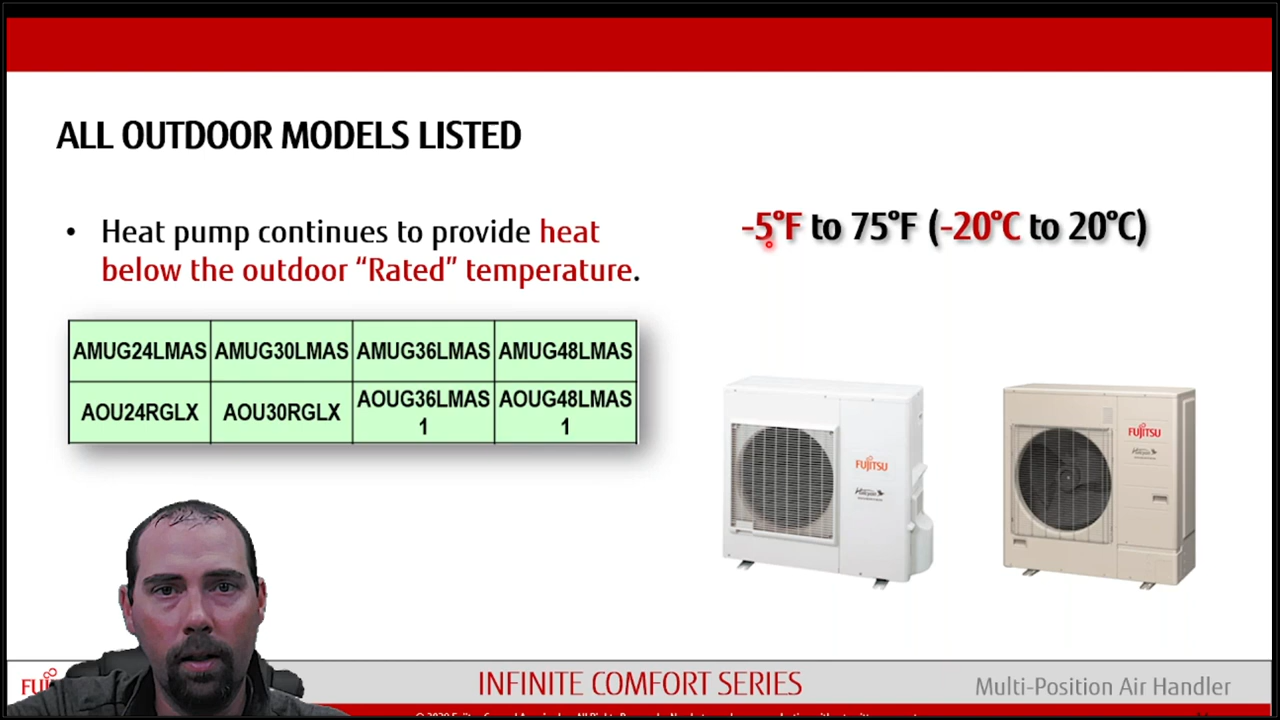 ALL OUTDOOR MODELS LISTED
• Heat pump continues to provide heat
below the outdoor “Rated” temperature.
-5°F to 75°F (-20°C to 20°C)
AMUG24LMAS AMUG30LMAS AMUG36LMAS AMUG48LMAS
AOU24RGLX AOU30RGLX AOUG36LMAS AOUG48LMAS
1 1
FUJITSU
FUJITSU
INFINITE COMFORT SERIES
Multi-Position Air Handler